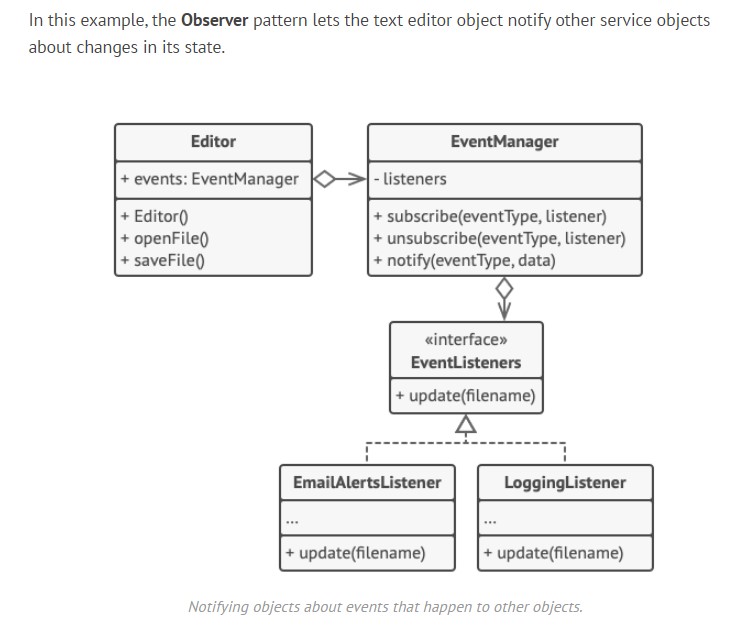 In this example, the Observer pattern lets the text editor object notify other service objects
about changes in its state.
Editor
+ events: EventManager
+ Editor()
+ openFile()
+ saveFile()
EventManager
- listeners
+ subscribe(eventType, listener)
+ unsubscribe(eventType, listener)
+ notify(eventType, data)
«interface»
EventListeners
+ update(filename)
EmailAlertsListener
...
+ update(filename)
LoggingListener
...
+ update(filename)
Notifying objects about events that happen to other objects.